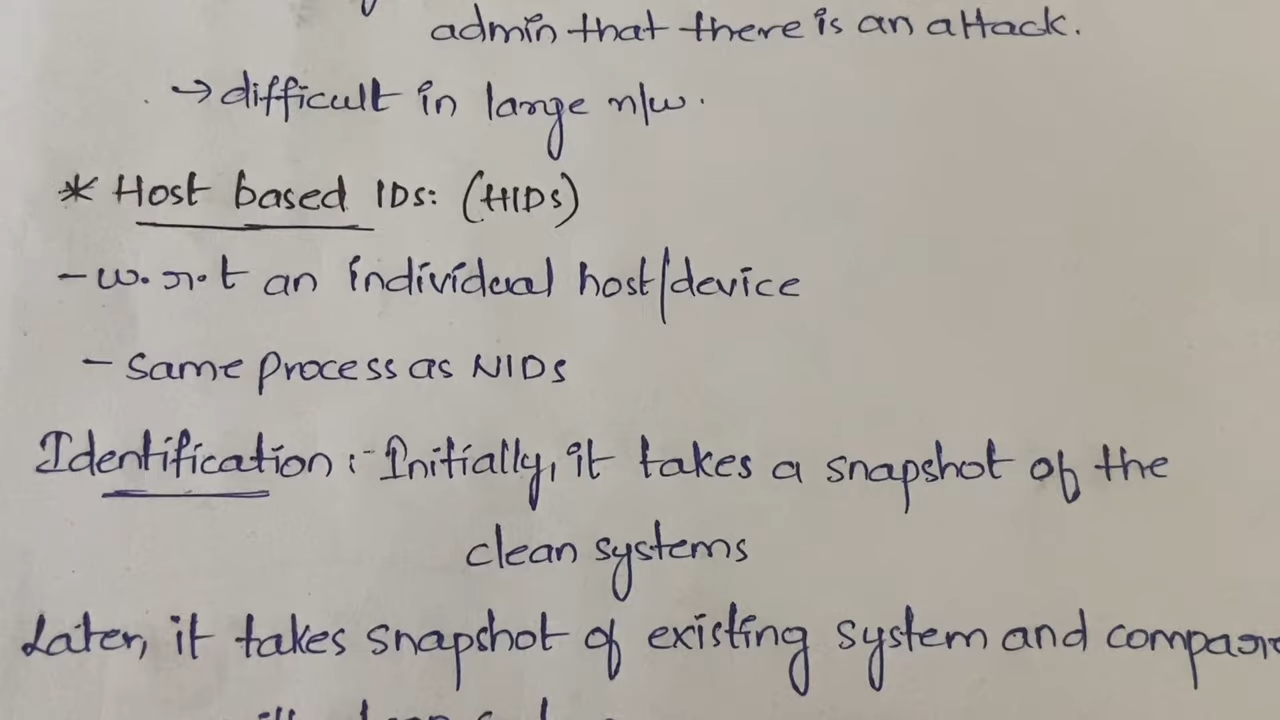 admin that there is an attack.
→ difficult in large n/w.
* Host based IDs: (HIDs)
- w.r.t an individual host/device
- Same process as NIDs
Identification :- Initially, it takes a snapshot of the
clean systems
Later, it takes snapshot of existing system and